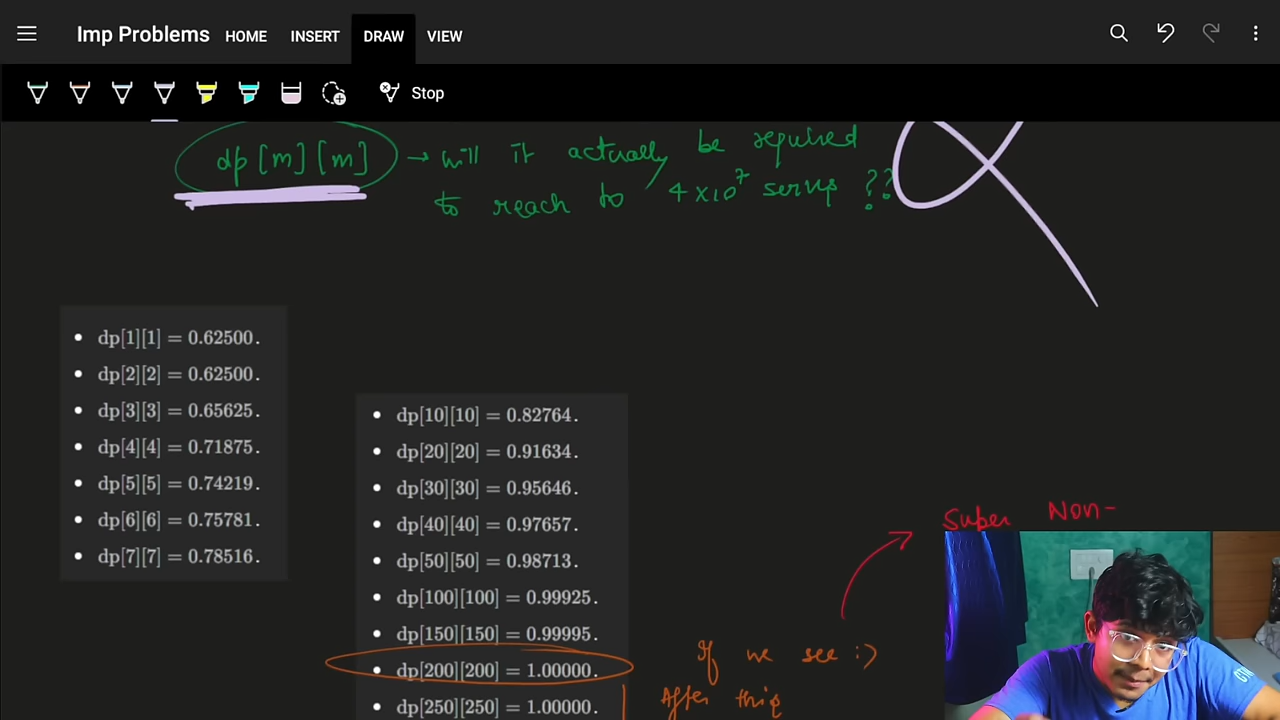 Imp Problems HOME INSERT DRAW VIEW
Stop
dp [m] [m] → will it actually be required
to reach to 4 x 10^7 servings ??
dp[1][1] = 0.62500.
dp[2][2] = 0.62500.
dp[3][3] = 0.65625.
dp[4][4] = 0.71875.
dp[5][5] = 0.74219.
dp[6][6] = 0.75781.
dp[7][7] = 0.78516.
dp[10][10] = 0.82764.
dp[20][20] = 0.91634.
dp[30][30] = 0.95646.
dp[40][40] = 0.97657.
dp[50][50] = 0.98713.
dp[100][100] = 0.99925.
dp[150][150] = 0.99995.
dp[200][200] = 1.00000.
dp[250][250] = 1.00000.
Super Non-
If we see :)
After this